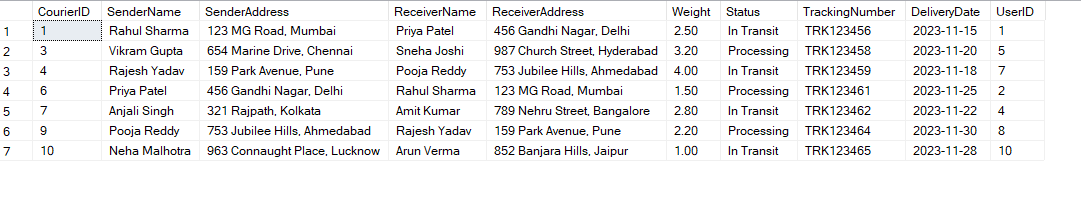 CourierID SenderName SenderAddress ReceiverName ReceiverAddress Weight Status TrackingNumber DeliveryDate UserID
1 1 Rahul Sharma 123 MG Road, Mumbai Priya Patel 456 Gandhi Nagar, Delhi 2.50 In Transit TRK123456 2023-11-15 1
2 3 Vikram Gupta 654 Marine Drive, Chennai Sneha Joshi 987 Church Street, Hyderabad 3.20 Processing TRK123458 2023-11-20 5
3 4 Rajesh Yadav 159 Park Avenue, Pune Pooja Reddy 753 Jubilee Hills, Ahmedabad 4.00 In Transit TRK123459 2023-11-18 7
4 6 Priya Patel 456 Gandhi Nagar, Delhi Rahul Sharma 123 MG Road, Mumbai 1.50 Processing TRK123461 2023-11-25 2
5 7 Anjali Singh 321 Rajpath, Kolkata Amit Kumar 789 Nehru Street, Bangalore 2.80 In Transit TRK123462 2023-11-22 4
6 9 Pooja Reddy 753 Jubilee Hills, Ahmedabad Rajesh Yadav 159 Park Avenue, Pune 2.20 Processing TRK123464 2023-11-30 8
7 10 Neha Malhotra 963 Connaught Place, Lucknow Arun Verma 852 Banjara Hills, Jaipur 1.00 In Transit TRK123465 2023-11-28 10